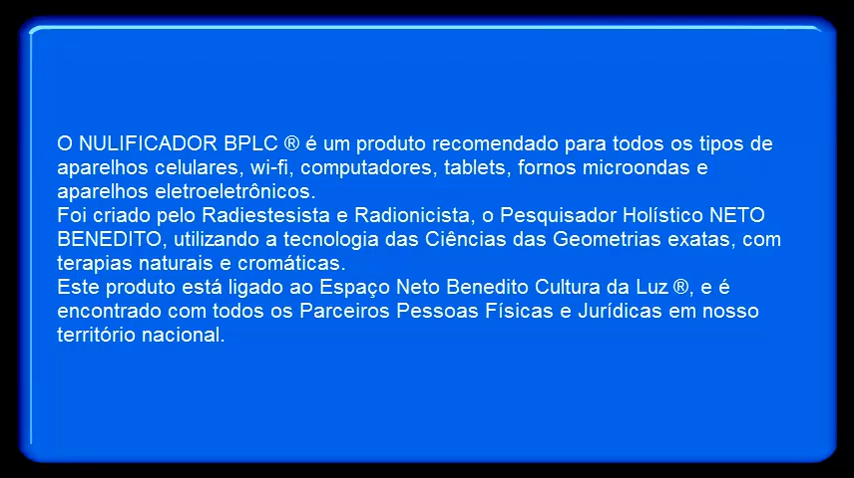 O NULIFICADOR BPLC ® é um produto recomendado para todos os tipos de
aparelhos celulares, wi-fi, computadores, tablets, fornos microondas e
aparelhos eletroeletrônicos.
Foi criado pelo Radiestesista e Radionicista, o Pesquisador Holístico NETO
BENEDITO, utilizando a tecnologia das Ciências das Geometrias exatas, com
terapias naturais e cromáticas.
Este produto está ligado ao Espaço Neto Benedito Cultura da Luz ®, e é
encontrado com todos os Parceiros Pessoas Físicas e Jurídicas em nosso
território nacional.